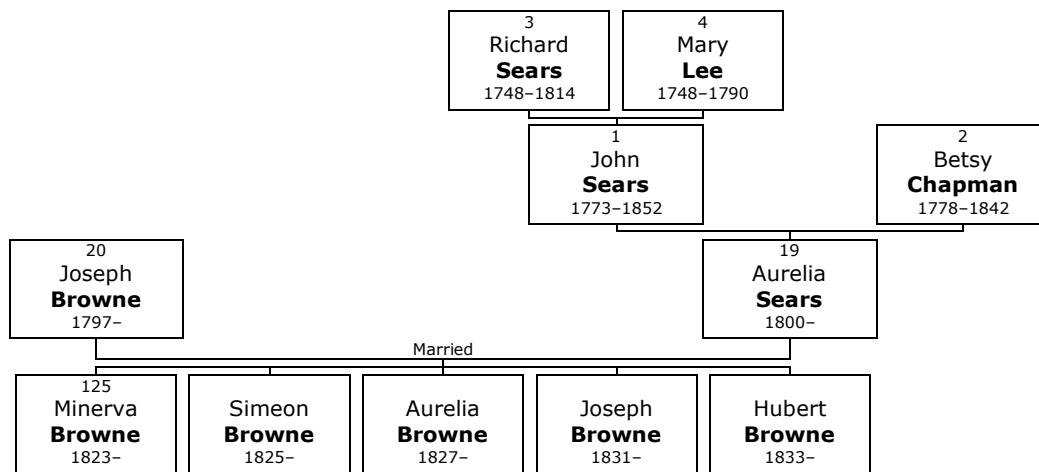 3
Richard
Sears
1748–1814
4
Mary
Lee
1748–1790
1
John
Sears
1773–1852
2
Betsy
Chapman
1778–1842
20
Joseph
Browne
1797–
19
Aurelia
Sears
1800–
Married
125
Minerva
Browne
1823–
Simeon
Browne
1825–
Aurelia
Browne
1827–
Joseph
Browne
1831–
Hubert
Browne
1833–